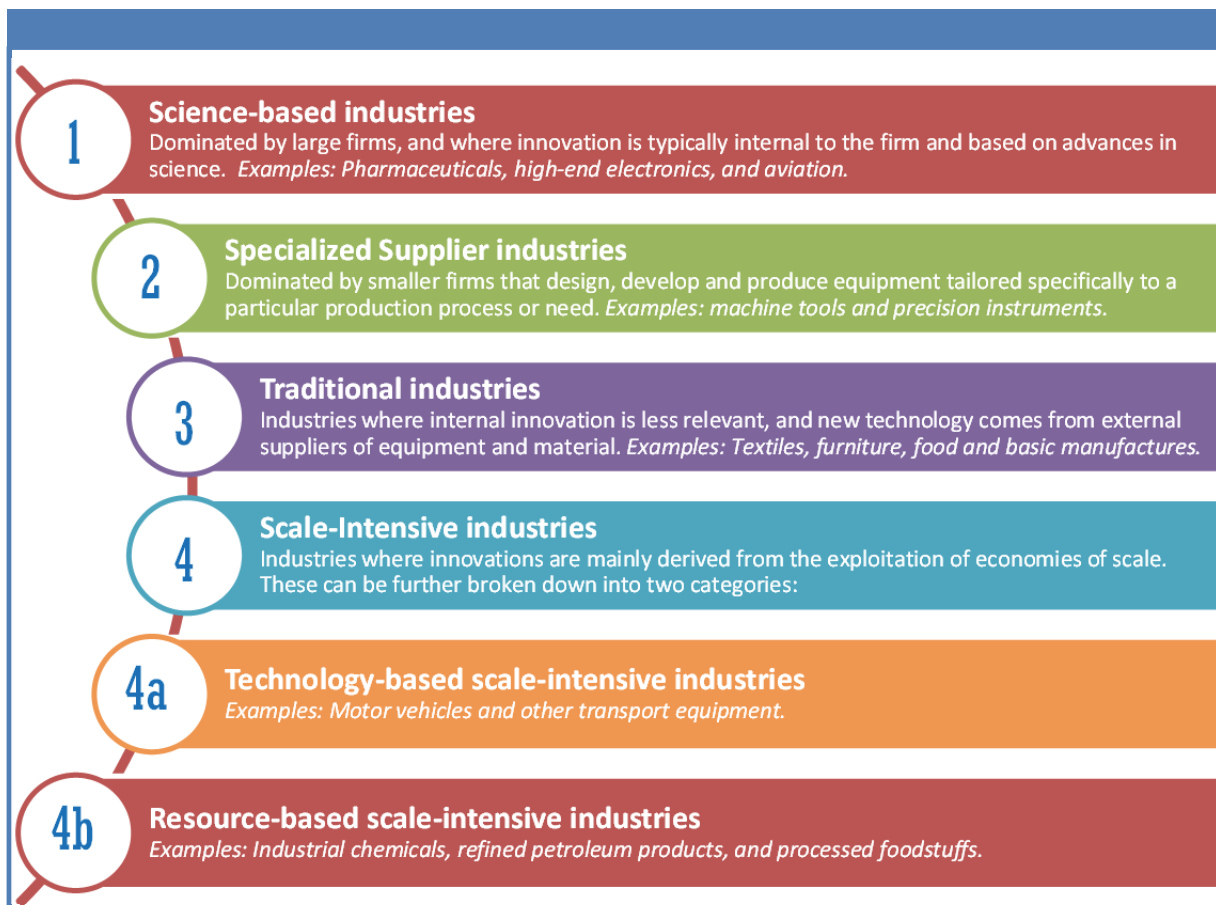 1
Science-based industries
Dominated by large firms, and where innovation is typically internal to the firm and based on advances in
science. Examples: Pharmaceuticals, high-end electronics, and aviation.
2
Specialized Supplier industries
Dominated by smaller firms that design, develop and produce equipment tailored specifically to a
particular production process or need. Examples: machine tools and precision instruments.
3
Traditional industries
Industries where internal innovation is less relevant, and new technology comes from external
suppliers of equipment and material. Examples: Textiles, furniture, food and basic manufactures.
4
Scale-Intensive industries
Industries where innovations are mainly derived from the exploitation of economies of scale.
These can be further broken down into two categories:
4a
Technology-based scale-intensive industries
Examples: Motor vehicles and other transport equipment.
4b
Resource-based scale-intensive industries
Examples: Industrial chemicals, refined petroleum products, and processed foodstuffs.